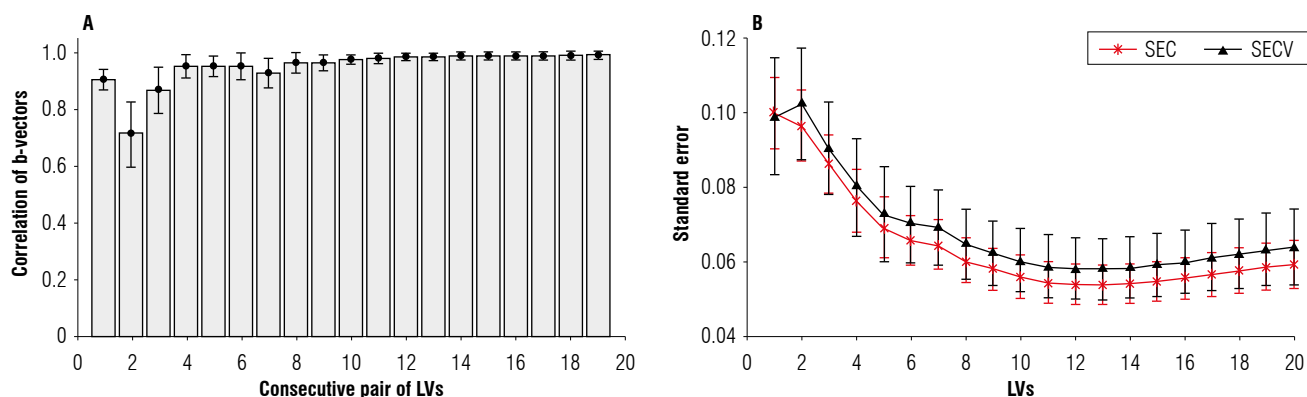 A
Correlation of b-vectors
1.0
0.8
0.6
0.4
0.2
0
0 2 4 6 8 10 12 14 16 18 20
Consecutive pair of LVs
B
SEC SECV
Standard error
0.12
0.10
0.08
0.06
0.04
0 2 4 6 8 10 12 14 16 18 20
LVs